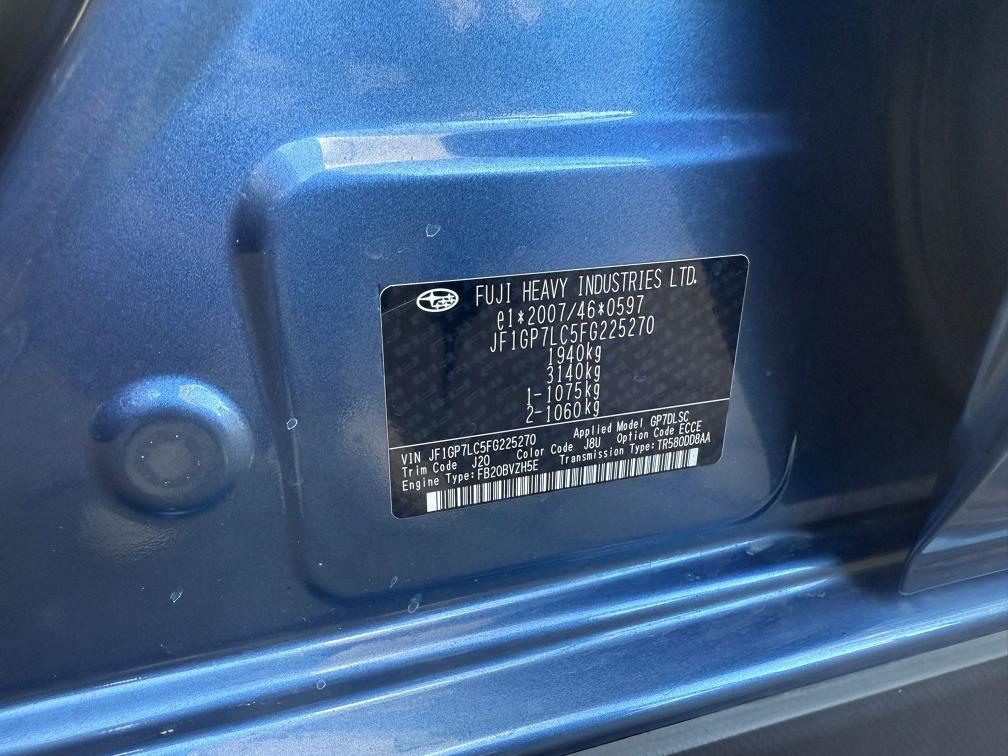 FUJI HEAVY INDUSTRIES LTD.
e1*2007/46*0597
JF1GP7LC5FG225270
1940kg
3140kg
1-1075kg
2-1060kg
VIN JF1GP7LC5FG225270 Applied Model GP7DLSC
Trim Code J20 Color Code J8U Option Code ECCE
Engine Type:FB20BVZH5E Transmission Type:TR580DD8AA